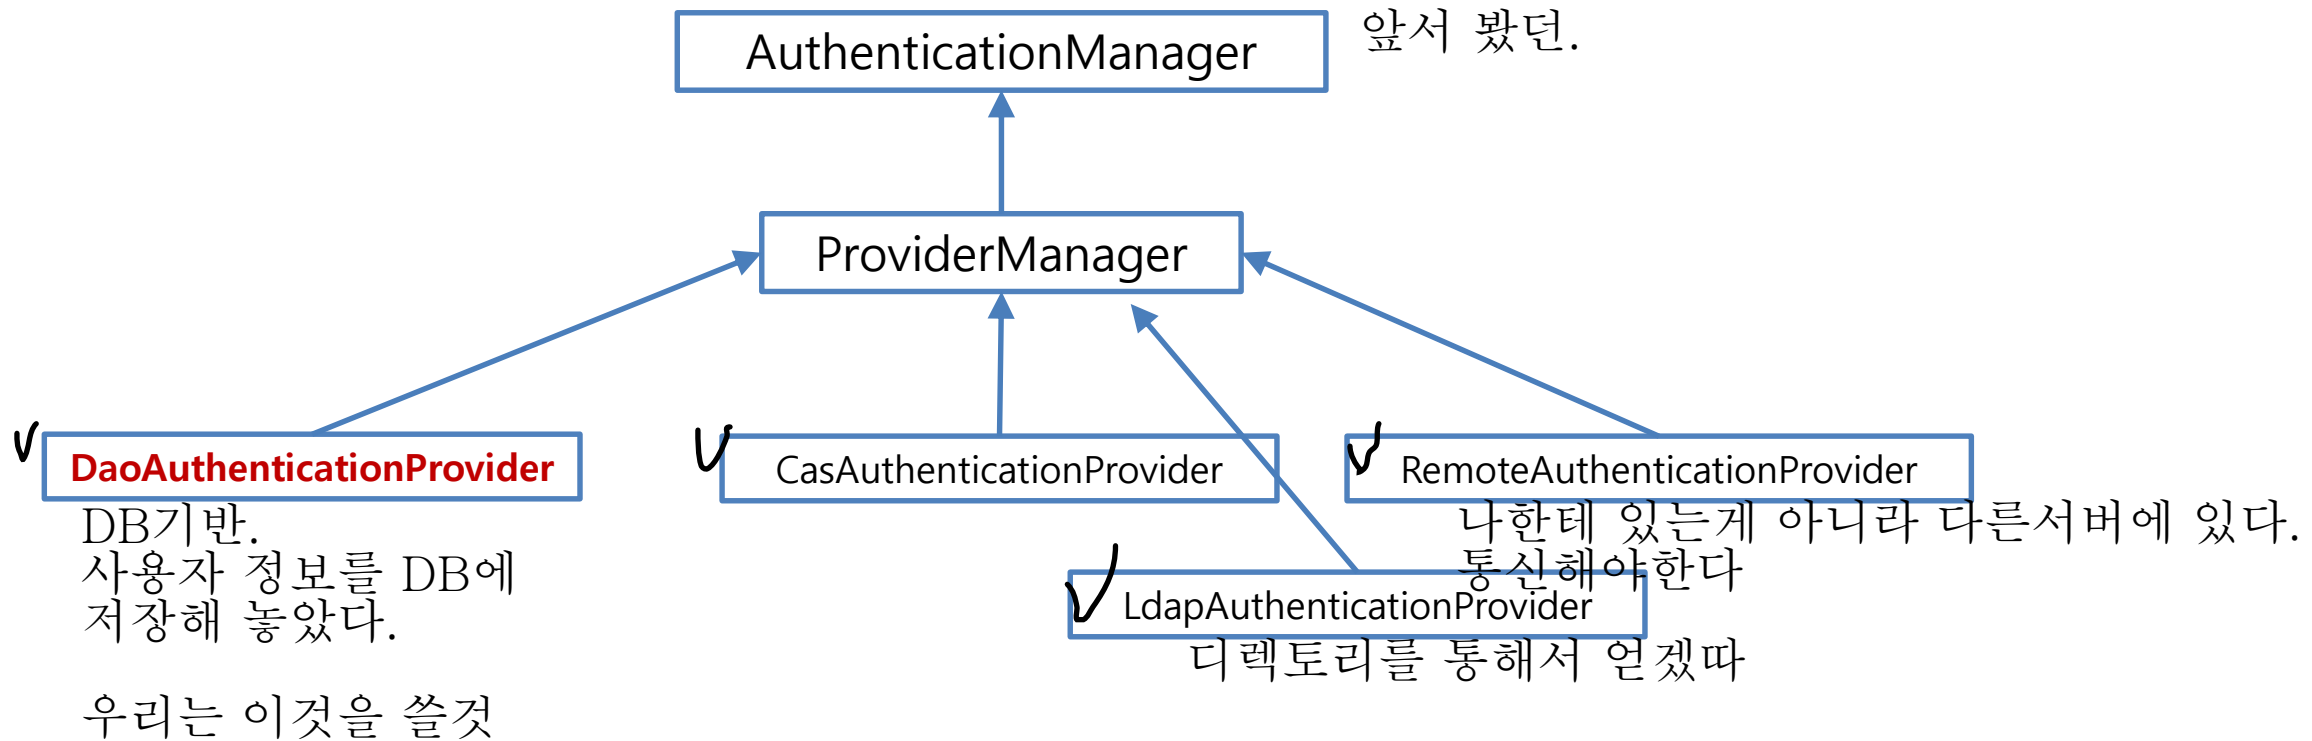 AuthenticationManager
앞서 봤던.
ProviderManager
DaoAuthenticationProvider
DB기반.
사용자 정보를 DB에
저장해 놓았다.
우리는 이것을 쓸것
CasAuthenticationProvider
RemoteAuthenticationProvider
나한테 있는게 아니라 다른서버에 있다.
통신해야한다
LdapAuthenticationProvider
디렉토리를 통해서 얻겠따